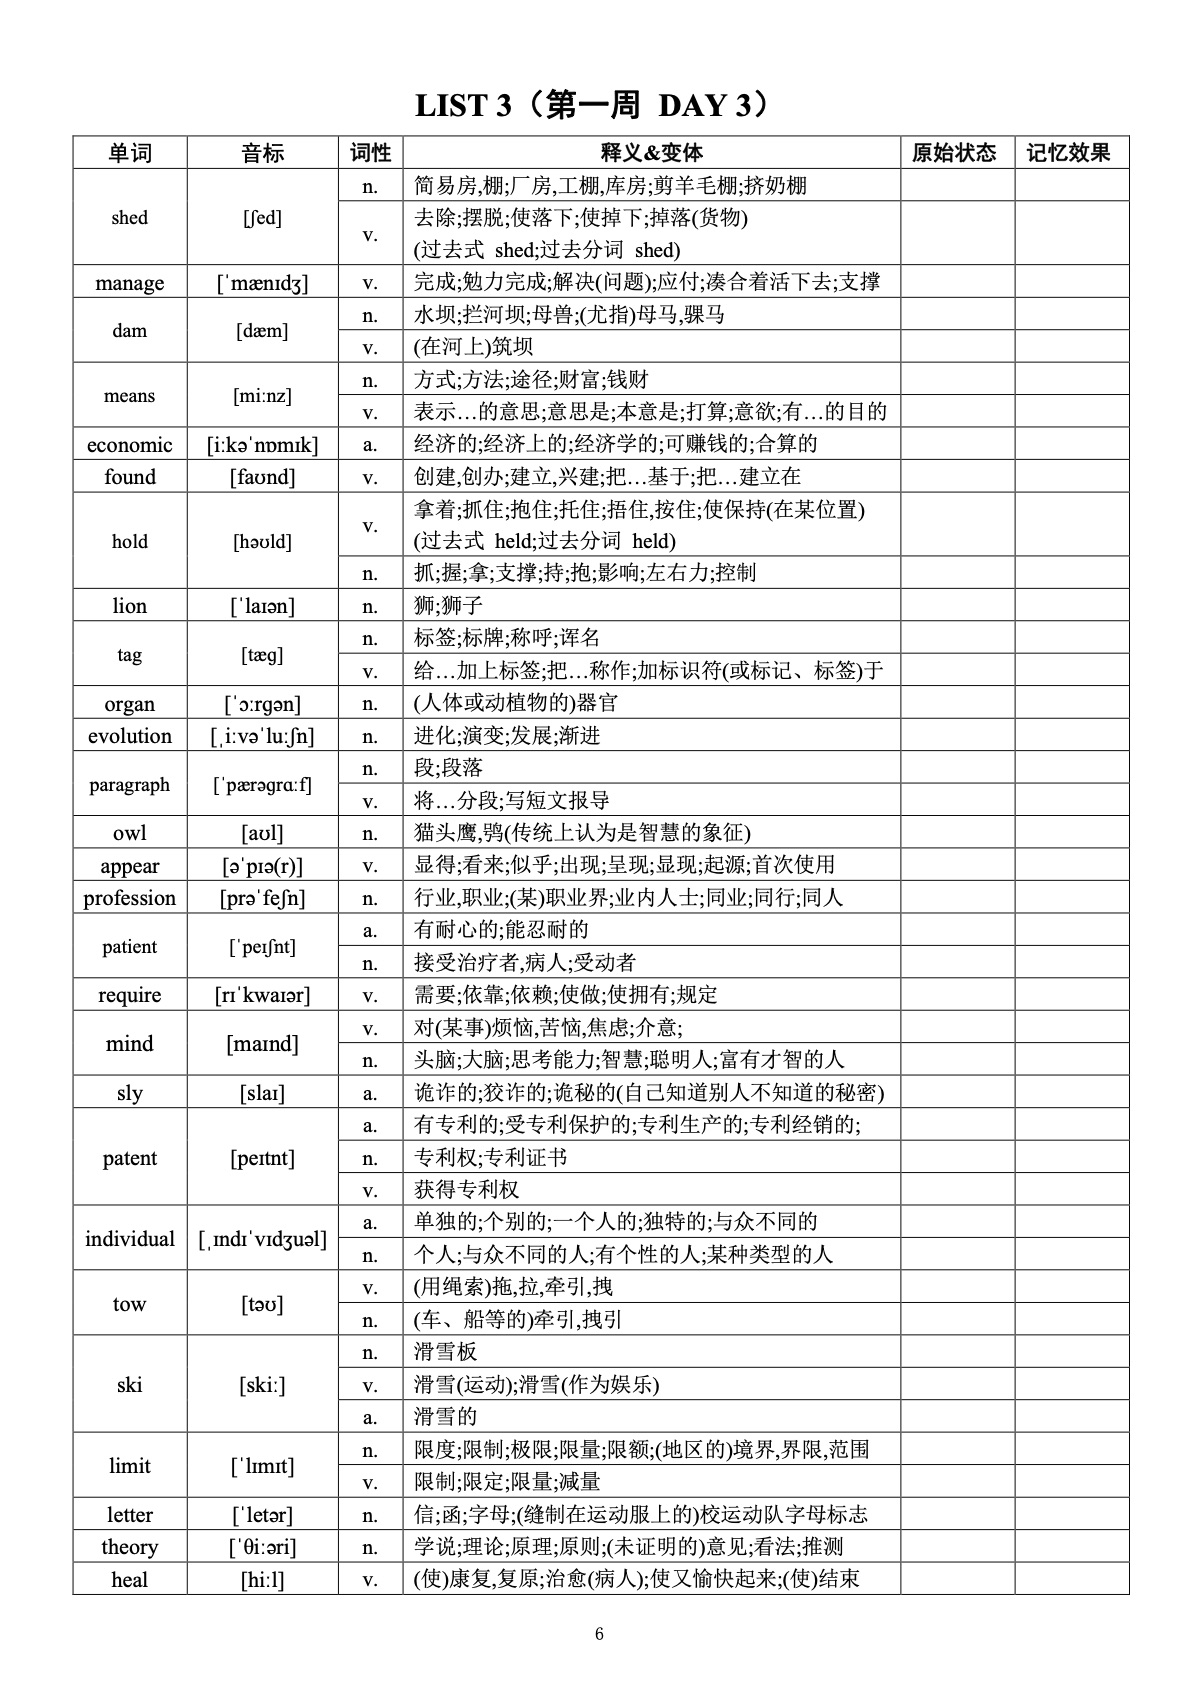 LIST 3（第一周 DAY 3）
单词 音标 词性 释义&变体 原始状态 记忆效果
shed [ʃed] n. 简易房,棚;厂房,工棚,库房;剪羊毛棚;挤奶棚
v. 去除;摆脱;使落下;使掉下;掉落(货物)
(过去式 shed;过去分词 shed)
manage [ˈmænɪdʒ] v. 完成;勉力完成;解决(问题);应付;凑合着活下去;支撑
dam [dæm] n. 水坝;拦河坝;母兽;(尤指)母马,骒马
v. (在河上)筑坝
means [miːnz] n. 方式;方法;途径;财富;钱财
v. 表示…的意思;意思是;本意是;打算;意欲;有…的目的
economic [iːkəˈnɒmɪk] a. 经济的;经济上的;经济学的;可赚钱的;合算的
found [faʊnd] v. 创建,创办;建立,兴建;把…基于;把…建立在
hold [həʊld] v. 拿着;抓住;抱住;托住;捂住,按住;使保持(在某位置)
(过去式 held;过去分词 held)
n. 抓;握;拿;支撑;持;抱;影响;左右力;控制
lion [ˈlaɪən] n. 狮;狮子
tag [tæɡ] n. 标签;标牌;称呼;诨名
v. 给…加上标签;把…称作;加标识符(或标记、标签)于
organ [ˈɔːrɡən] n. (人体或动植物的)器官
evolution [ˌiːvəˈluːʃn] n. 进化;演变;发展;渐进
paragraph [ˈpærəɡrɑːf] n. 段;段落
v. 将…分段;写短文报导
owl [aʊl] n. 猫头鹰,鸮(传统上认为是智慧的象征)
appear [əˈpɪə(r)] v. 显得;看来;似乎;出现;呈现;显现;起源;首次使用
profession [prəˈfeʃn] n. 行业,职业;(某)职业界;业内人士;同业;同行;同人
patient [ˈpeɪʃnt] a. 有耐心的;能忍耐的
n. 接受治疗者,病人;受动者
require [rɪˈkwaɪər] v. 需要;依靠;依赖;使做;使拥有;规定
mind [maɪnd] v. 对(某事)烦恼,苦恼,焦虑;介意;
n. 头脑;大脑;思考能力;智慧;聪明人;富有才智的人
sly [slaɪ] a. 诡诈的;狡诈的;诡秘的(自己知道别人不知道的秘密)
patent [peɪtnt] a. 有专利的;受专利保护的;专利生产的;专利经销的;
n. 专利权;专利证书
v. 获得专利权
individual [ˌɪndɪˈvɪdʒuəl] a. 单独的;个别的;一个人的;独特的;与众不同的
n. 个人;与众不同的人;有个性的人;某种类型的人
tow [təʊ] v. (用绳索)拖,拉,牵引,拽
n. (车、船等的)牵引,拽引
ski [skiː] n. 滑雪板
v. 滑雪(运动);滑雪(作为娱乐)
a. 滑雪的
limit [ˈlɪmɪt] n. 限度;限制;极限;限量;限额;(地区的)境界,界限,范围
v. 限制;限定;限量;减量
letter [ˈletər] n. 信;函;字母;(缝制在运动服上的)校运动队字母标志
theory [ˈθiːəri] n. 学说;理论;原理;原则;(未证明的)意见;看法;推测
heal [hiːl] v. (使)康复,复原;治愈(病人);使又愉快起来;(使)结束
6